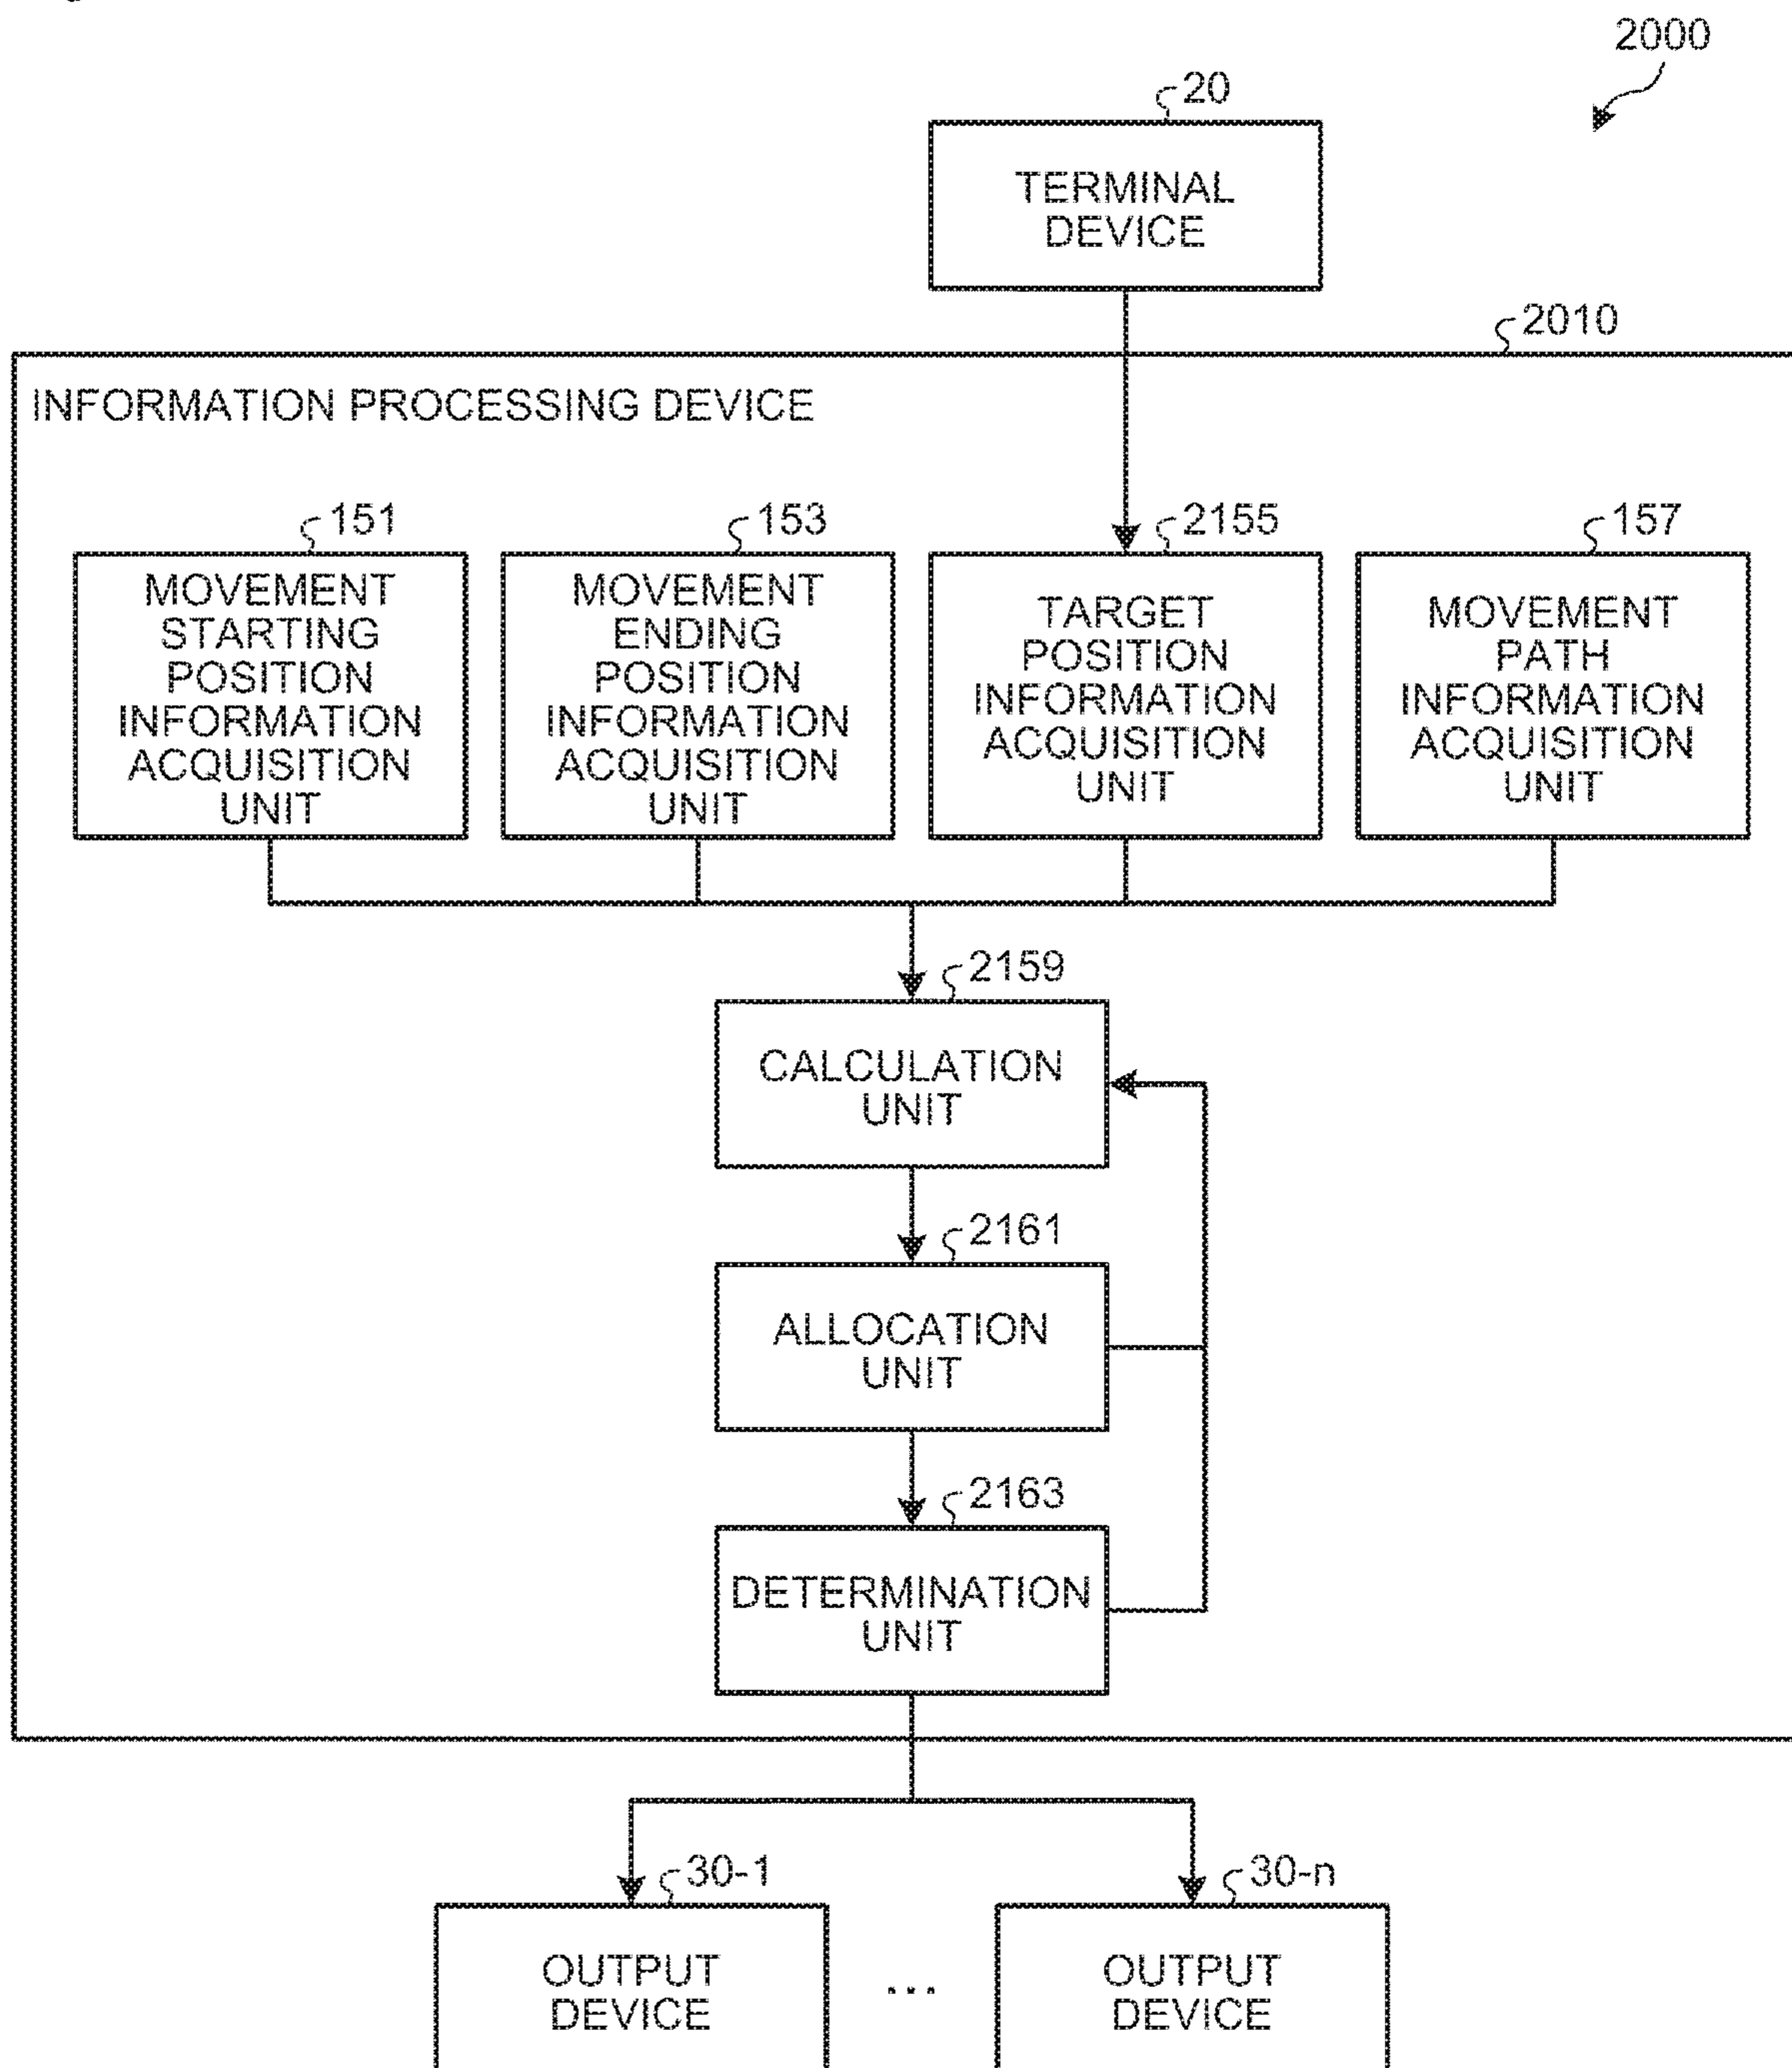 2000
20
TERMINAL
DEVICE
2010
INFORMATION PROCESSING DEVICE
151
MOVEMENT
STARTING
POSITION
INFORMATION
ACQUISITION
UNIT
153
MOVEMENT
ENDING
POSITION
INFORMATION
ACQUISITION
UNIT
2155
TARGET
POSITION
INFORMATION
ACQUISITION
UNIT
157
MOVEMENT
PATH
INFORMATION
ACQUISITION
UNIT
2159
CALCULATION
UNIT
2161
ALLOCATION
UNIT
2163
DETERMINATION
UNIT
30-1
OUTPUT
DEVICE
...
30-n
OUTPUT
DEVICE